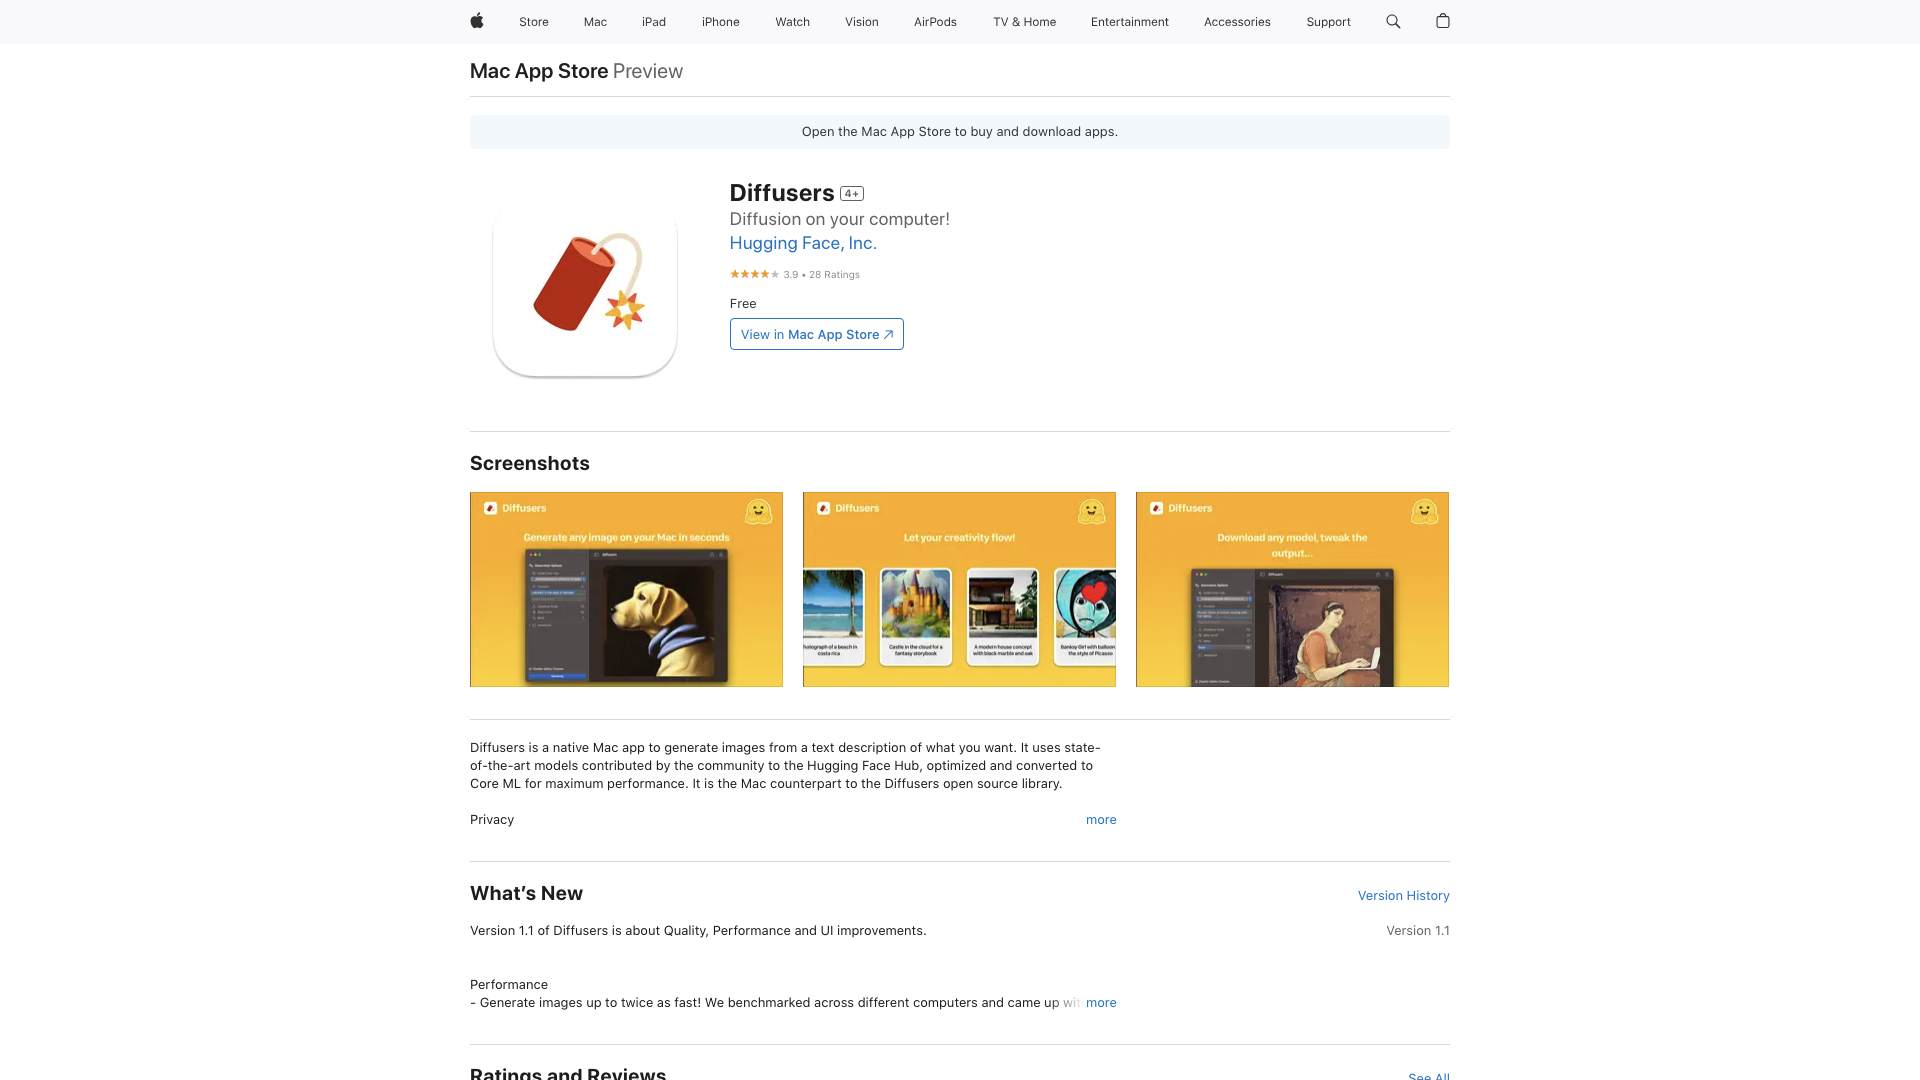 Store Mac iPad iPhone Watch Vision AirPods TV & Home Entertainment Accessories Support
Mac App Store Preview
Open the Mac App Store to buy and download apps.
Diffusers 4+
Diffusion on your computer!
Hugging Face, Inc.
3.9 • 28 Ratings
Free
View in Mac App Store
Screenshots
Diffusers
Generate any image on your Mac in seconds
Diffusers
Let your creativity flow!
hotograph of a beach in
costa rica
Castle in the cloud for a
fantasy storybook
A modern house concept
with black marble and oak
Banksy Girl with balloon
the style of Picasso
Diffusers
Download any model, tweak the
output...
Diffusers is a native Mac app to generate images from a text description of what you want. It uses state-
of-the-art models contributed by the community to the Hugging Face Hub, optimized and converted to
Core ML for maximum performance. It is the Mac counterpart to the Diffusers open source library.
Privacy more
What's New Version History
Version 1.1 of Diffusers is about Quality, Performance and UI improvements. Version 1.1
Performance
- Generate images up to twice as fast! We benchmarked across different computers and came up wit more
Ratings and Reviews See All